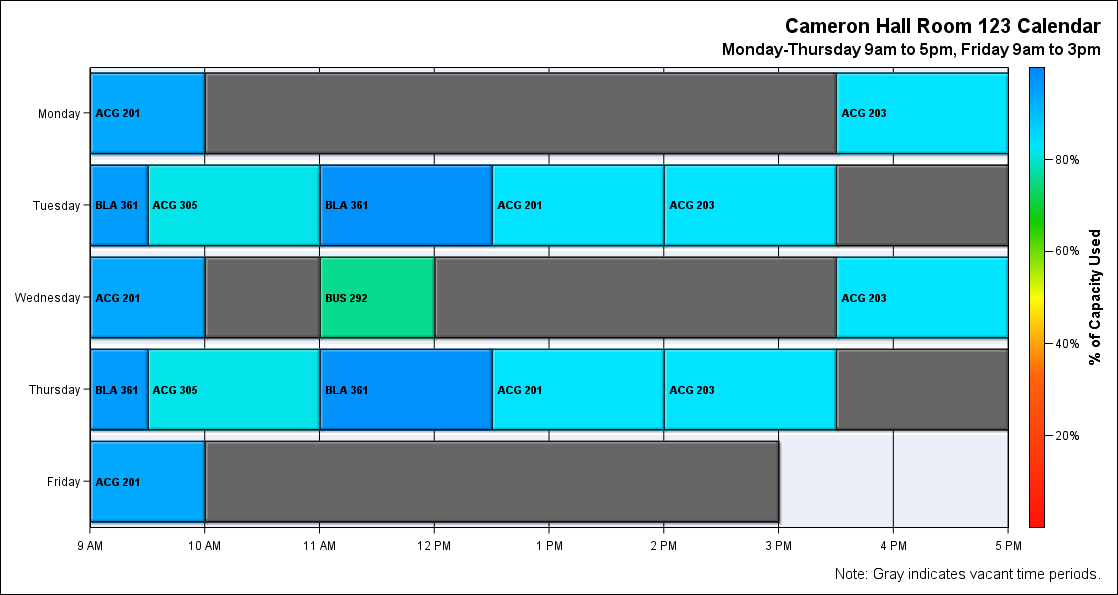 Cameron Hall Room 123 Calendar
Monday-Thursday 9am to 5pm, Friday 9am to 3pm
Monday
ACG 201
ACG 203
80%
Tuesday
BLA 361
ACG 305
BLA 361
ACG 201
ACG 203
60%
Wednesday
ACG 201
BUS 292
ACG 203
% of Capacity Used
40%
Thursday
BLA 361
ACG 305
BLA 361
ACG 201
ACG 203
20%
Friday
ACG 201
9 AM 10 AM 11 AM 12 PM 1 PM 2 PM 3 PM 4 PM 5 PM
Note: Gray indicates vacant time periods.